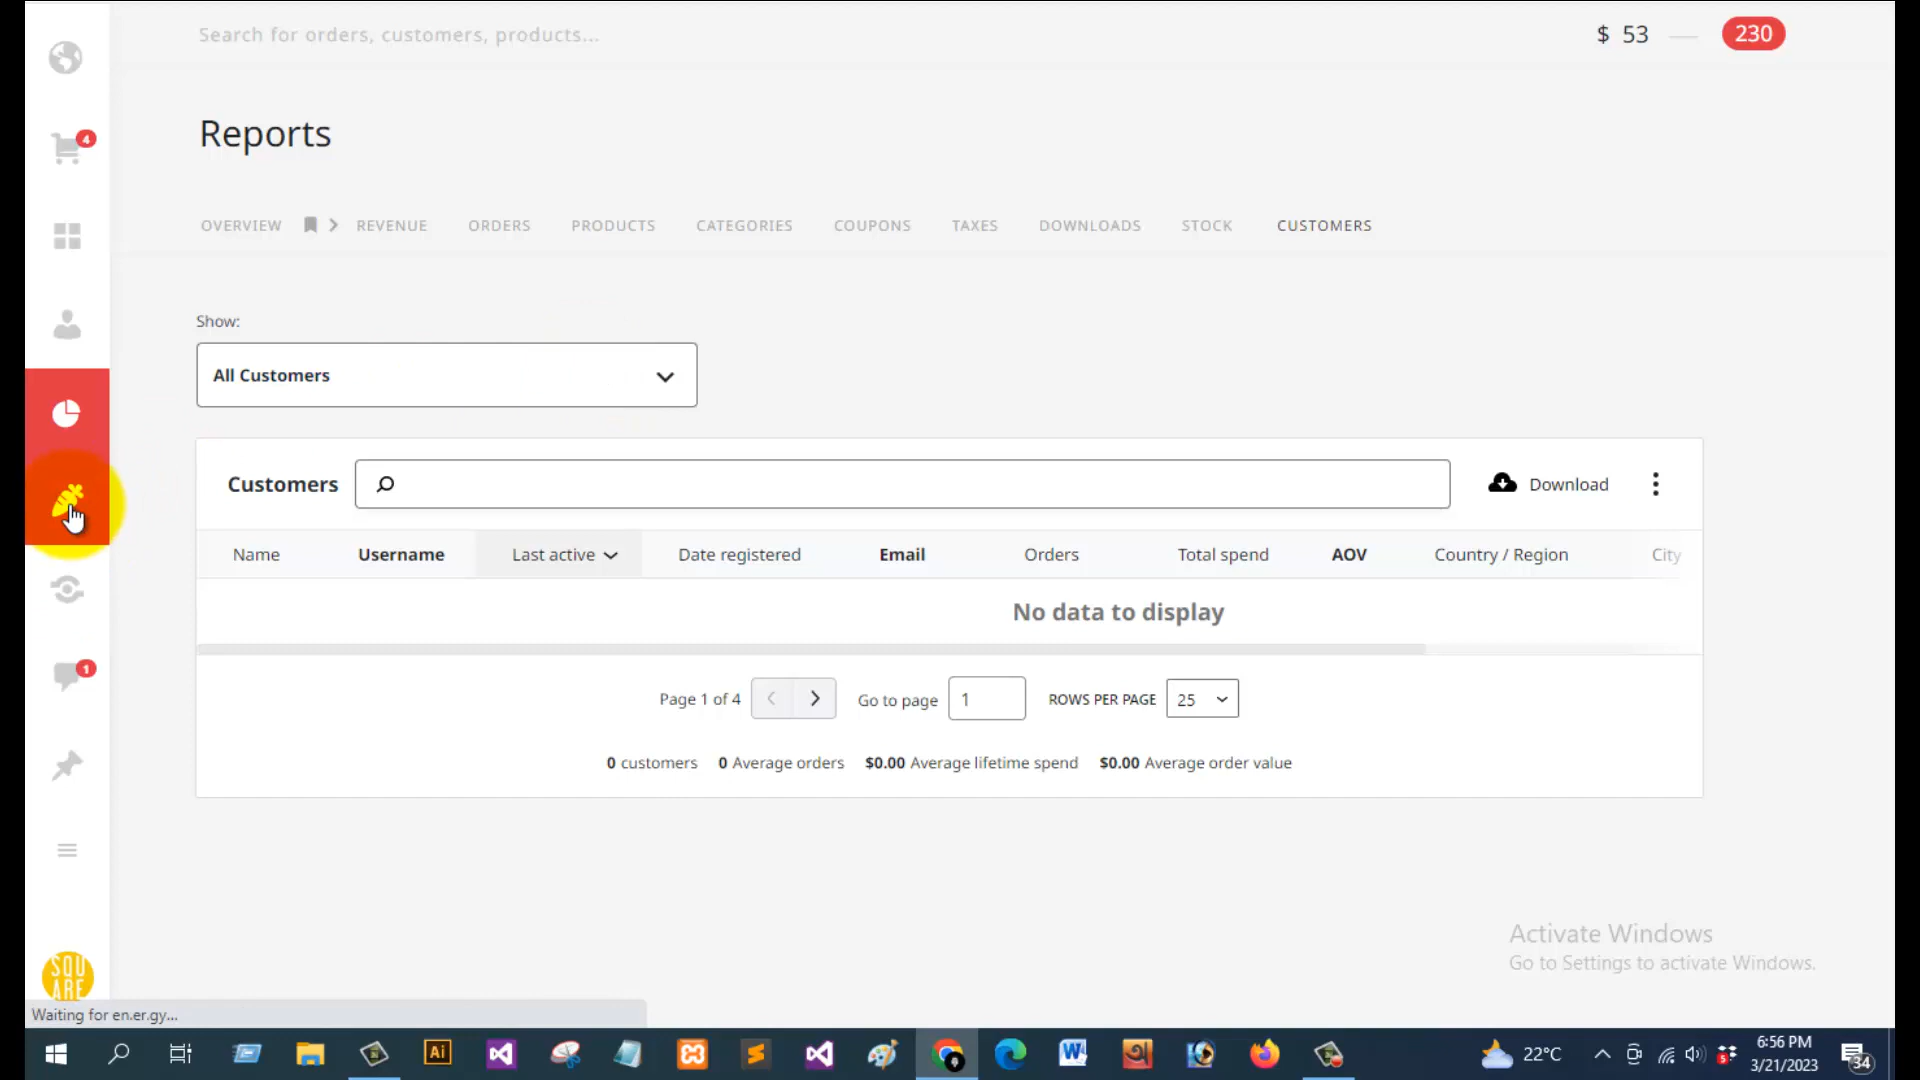 Search for orders, customers, products...
$ 53
230
4
Reports
OVERVIEW REVENUE ORDERS PRODUCTS CATEGORIES COUPONS TAXES DOWNLOADS STOCK CUSTOMERS
Show:
All Customers
Customers
Download
Name Username Last active Date registered Email Orders Total spend AOV Country / Region City
No data to display
1
Page 1 of 4
Go to page 1
ROWS PER PAGE 25
0 customers 0 Average orders $0.00 Average lifetime spend $0.00 Average order value
Activate Windows
Go to Settings to activate Windows.
SQU
ARE
Waiting for en.er.gy...
Ai
22°C
6:56 PM
3/21/2023
34